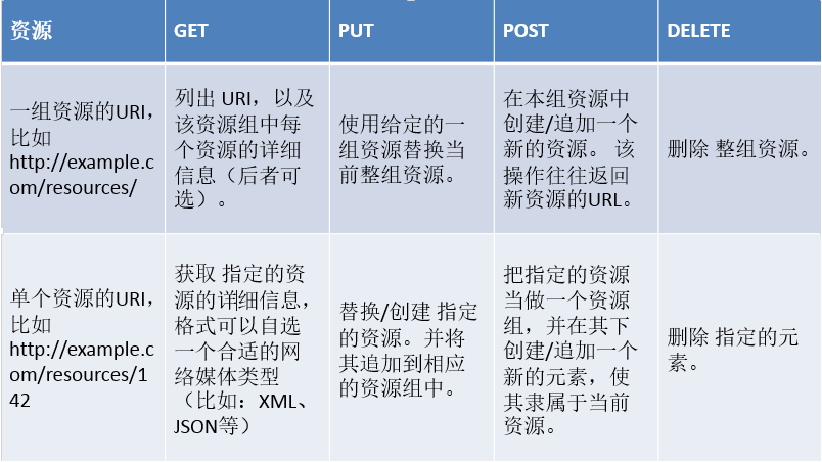 资源
GET
PUT
POST
DELETE
一组资源的URI，
比如
http://example.c
om/resources/
列出 URI，以及
该资源组中每
个资源的详细
信息（后者可
选）。
使用给定的一
组资源替换当
前整组资源。
在本组资源中
创建/追加一个
新的资源。 该
操作往往返回
新资源的URL。
删除 整组资源。
单个资源的URI，
比如
http://example.c
om/resources/1
42
获取 指定的资
源的详细信息，
格式可以自选
一个合适的网
络媒体类型
（比如：XML、
JSON等）
替换/创建 指定
的资源。并将
其追加到相应
的资源组中。
把指定的资源
当做一个资源
组，并在其下
创建/追加一个
新的元素，使
其隶属于当前
资源。
删除 指定的元
素。